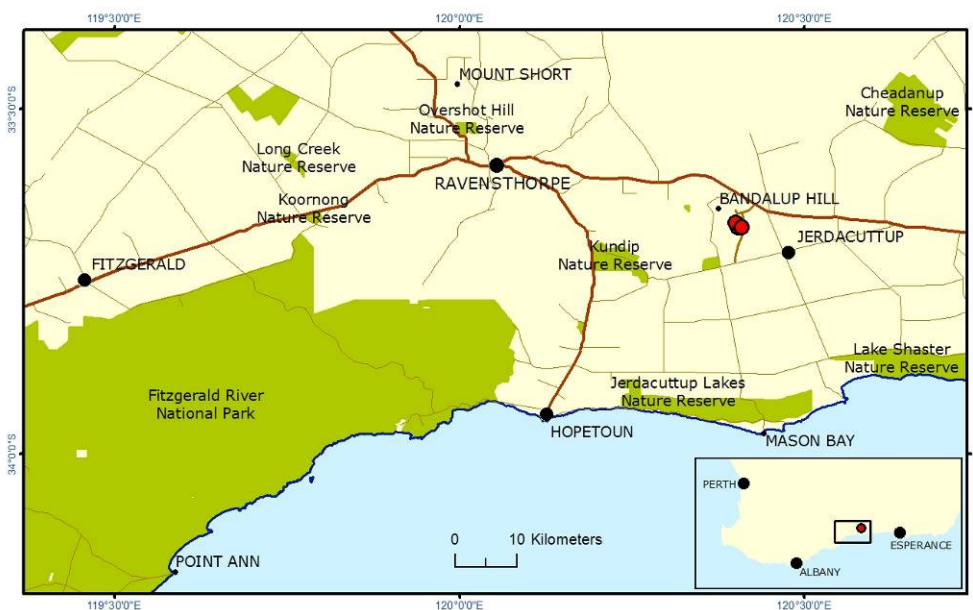 119°30'0"E
120°0'0"E
120°30'0"E
33°30'0"S
34°0'0"S
MOUNT SHORT
Overshot Hill
Nature Reserve
Cheadanup
Nature Reserve
Long Creek
Nature Reserve
RAVENSTHORPE
Koornong
Nature Reserve
BANDALUP HILL
JERDACUTTUP
Kundip
Nature Reserve
FITZGERALD
Lake Shaster
Nature Reserve
Fitzgerald River
National Park
Jerdacuttup Lakes
Nature Reserve
HOPETOUN
MASON BAY
POINT ANN
0 10 Kilometers
PERTH
ESPERANCE
ALBANY
119°30'0"E
120°0'0"E
120°30'0"E